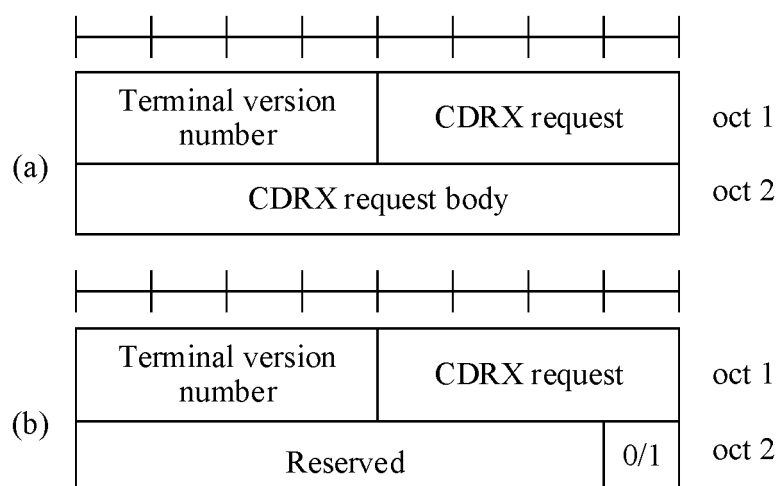 Terminal version
number
CDRX request
oct 1
(a)
CDRX request body
oct 2
Terminal version
number
CDRX request
oct 1
(b)
Reserved
0/1
oct 2